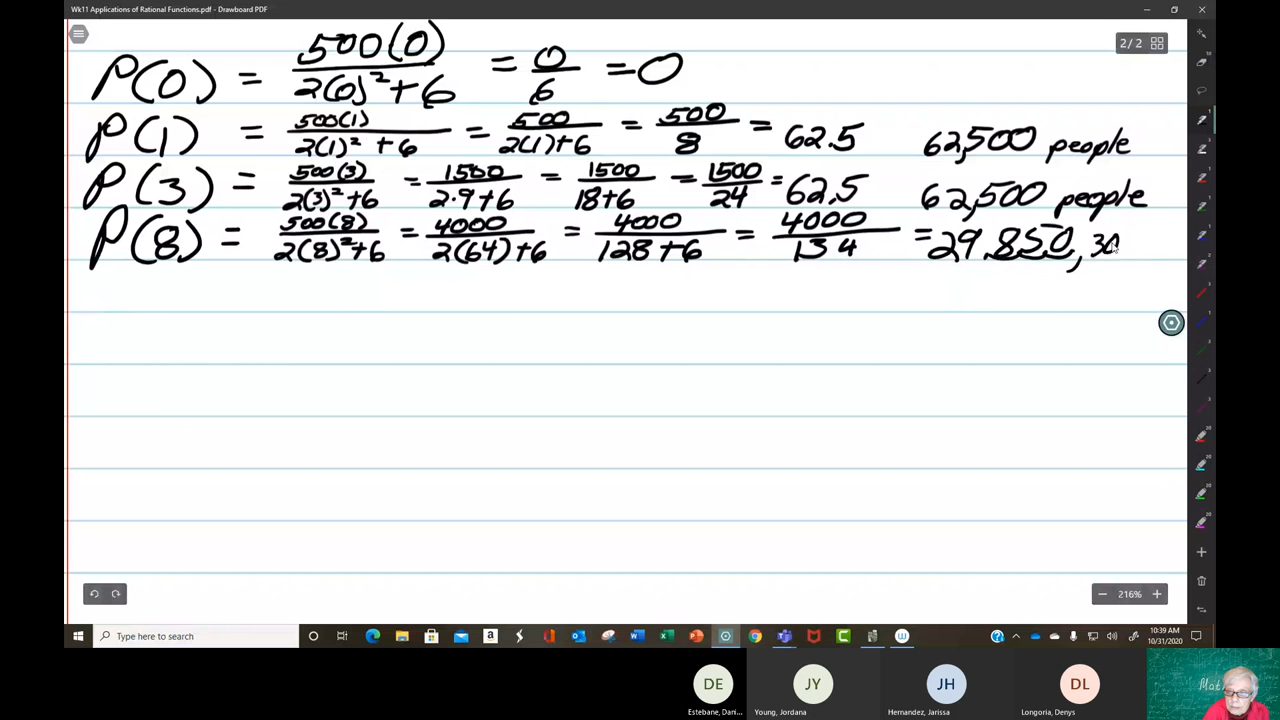 Wk11 Applications of Rational Functions.pdf - Drawboard PDF
2 / 2
P(0) = 500(0)/2(0)²+6 = 0/6 = 0
P(1) = 500(1)/2(1)²+6 = 500/2(1)+6 = 500/8 = 62.5 62,500 people
P(3) = 500(3)/2(3)²+6 = 1500/2·9+6 = 1500/18+6 = 1500/24 = 62.5 62,500 people
P(8) = 500(8)/2(8)²+6 = 4000/2(64)+6 = 4000/128+6 = 4000/134 = 29.850, 30
216%
Type here to search
10:39 AM
10/31/2020
DE
JY
JH
DL
Estebane, Dani...
Young, Jordana
Hernandez, Jarissa
Longoria, Denys